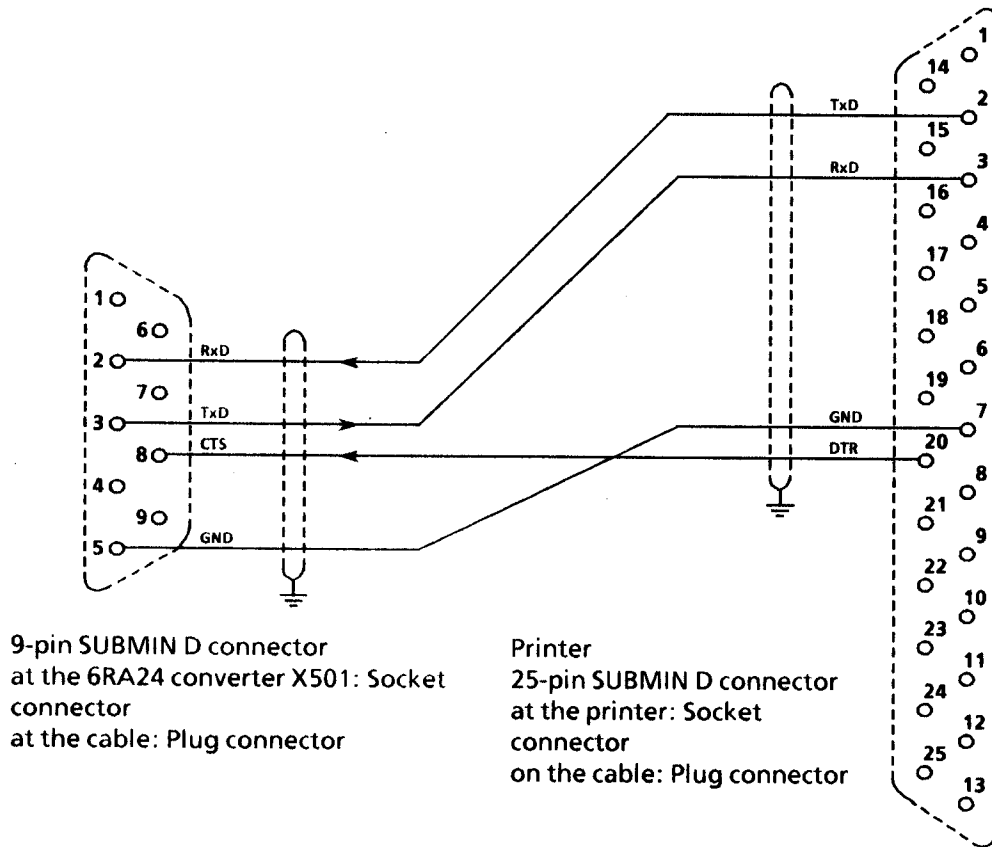 1
14
TxD
2
15
RxD
3
16
4
17
5
18
6
19
GND
7
DTR
20
8
21
9
22
10
23
11
24
12
25
13
1
6
2
RxD
7
3
TxD
8
CTS
4
9
5
GND
9-pin SUBMIN D connector
at the 6RA24 converter X501: Socket
connector
at the cable: Plug connector
Printer
25-pin SUBMIN D connector
at the printer: Socket
connector
on the cable: Plug connector